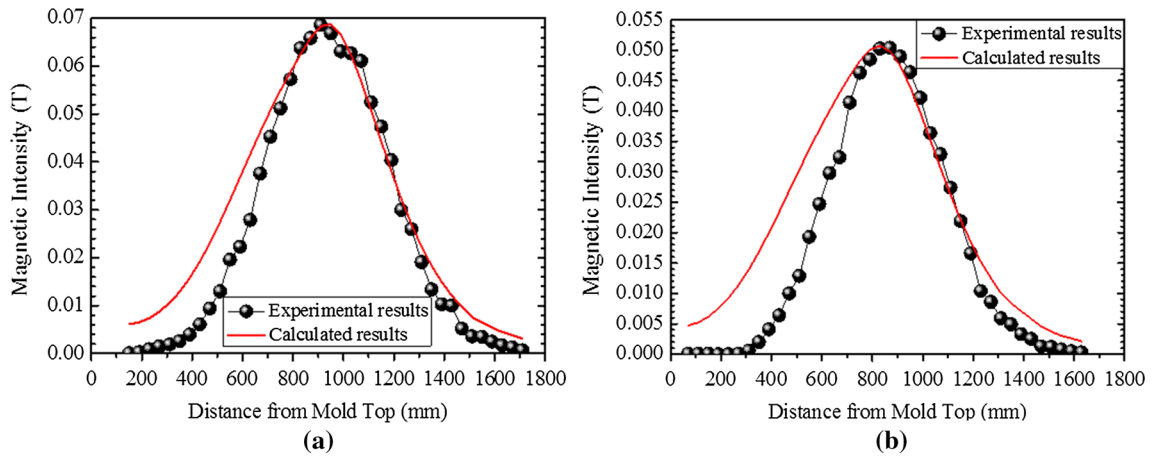 0.07
0.06
0.05
0.04
0.03
0.02
0.01
0.00
Magnetic Intensity (T)
Experimental results
Calculated results
0 200 400 600 800 1000 1200 1400 1600 1800
Distance from Mold Top (mm)
(a)
0.055
0.050
0.045
0.040
0.035
0.030
0.025
0.020
0.015
0.010
0.005
0.000
Magnetic Intensity (T)
Experimental results
Calculated results
0 200 400 600 800 1000 1200 1400 1600 1800
Distance from Mold Top (mm)
(b)